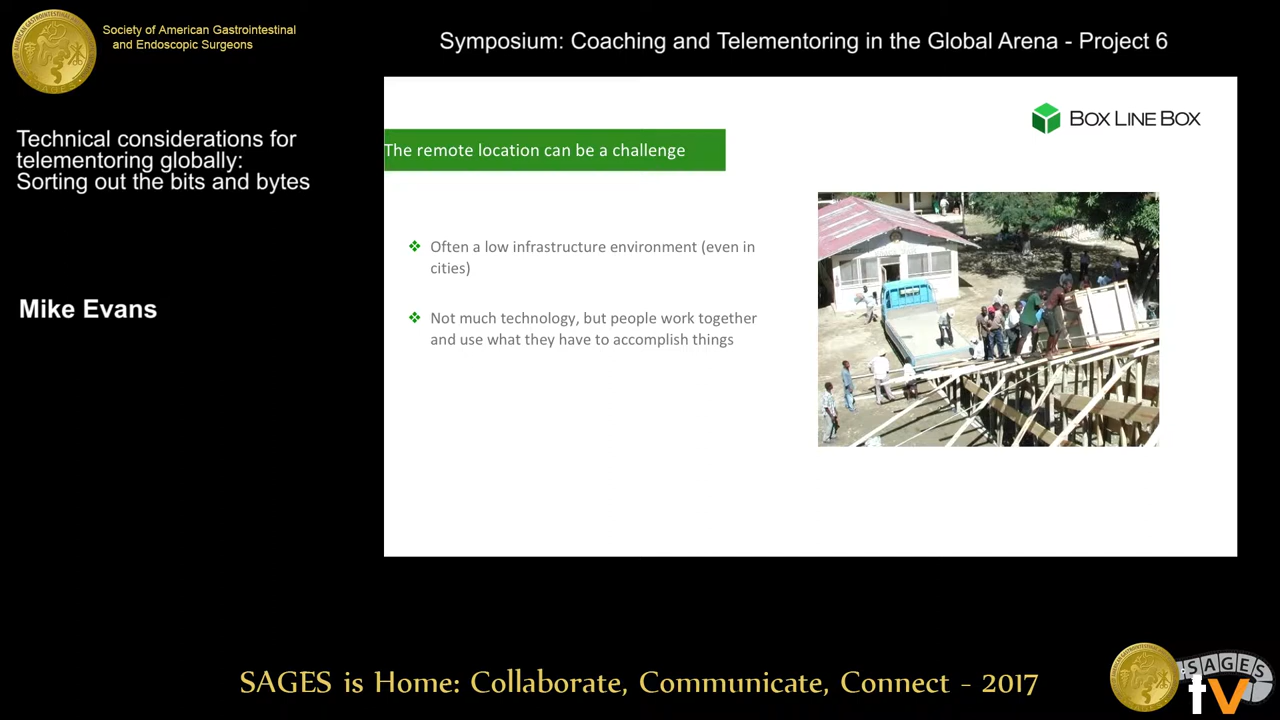 Society of American Gastrointestinal
and Endoscopic Surgeons
Symposium: Coaching and Telementoring in the Global Arena - Project 6
Technical considerations for
telementoring globally:
Sorting out the bits and bytes
Mike Evans
BOX LINE BOX
The remote location can be a challenge
Often a low infrastructure environment (even in
cities)
Not much technology, but people work together
and use what they have to accomplish things
SAGES is Home: Collaborate, Communicate, Connect - 2017
SAGES
tv